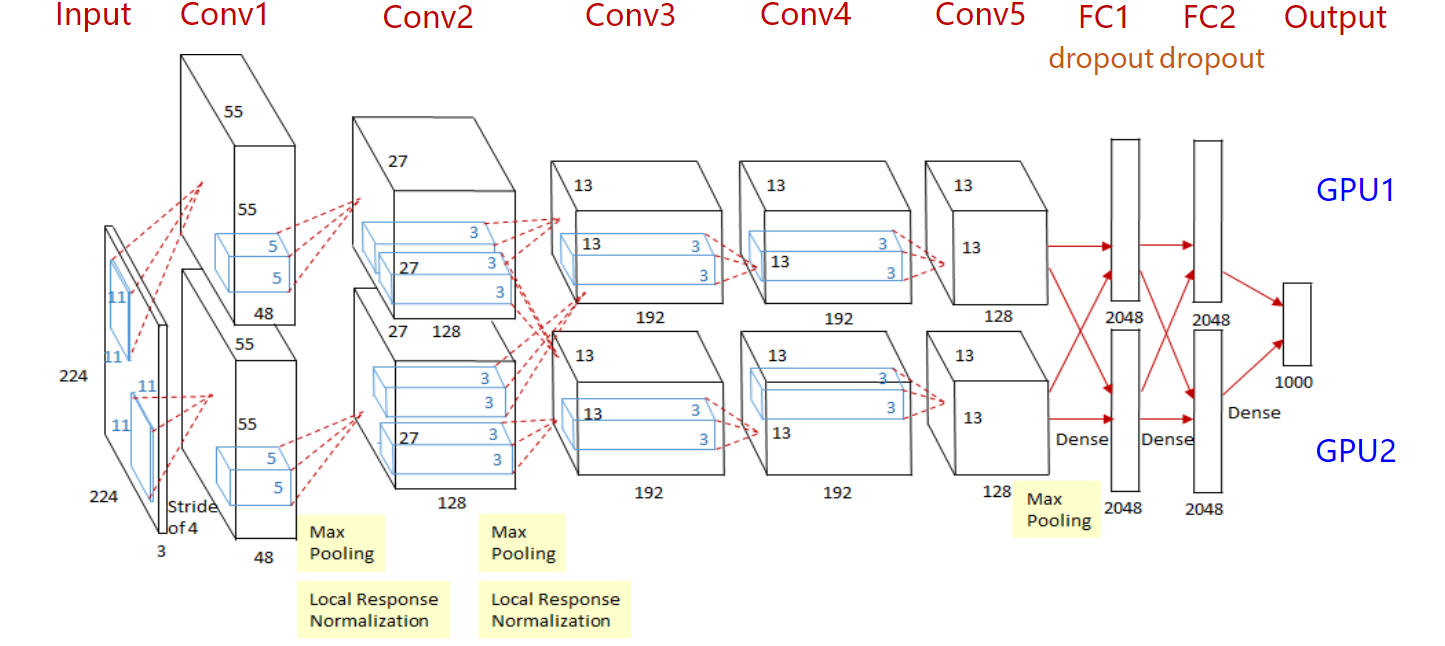 Input
Conv1
Conv2
Conv3
Conv4
Conv5
FC1
FC2
Output
dropout
dropout
55
55
5
5
48
27
3
3
27
3
128
13
13
3
3
192
13
13
3
3
192
13
13
128
2048
2048
GPU1
11
11
11
11
224
224
3
Stride
of 4
55
55
5
5
48
27
3
3
27
3
3
128
13
13
3
3
192
13
3
3
13
192
13
13
128
Dense
Dense
Dense
2048
2048
1000
GPU2
Max
Pooling
Max
Pooling
Max
Pooling
Local Response
Normalization
Local Response
Normalization